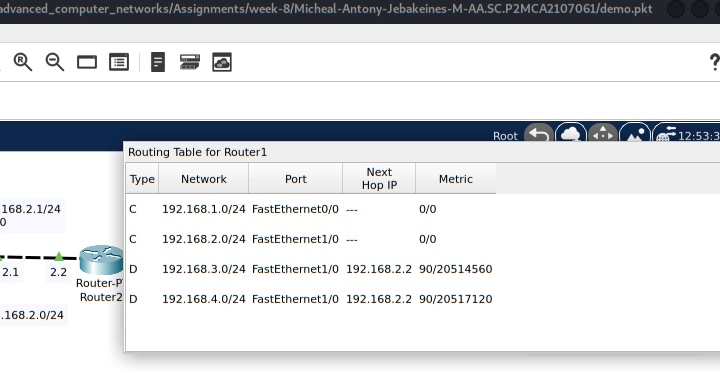 advanced_computer_networks/Assignments/week-8/Micheal-Antony-Jebakeines-M-AA.SC.P2MCA2107061/demo.pkt
R
?
Root
12:53:3
Routing Table for Router1
Type Network Port Next Hop IP Metric
C 192.168.1.0/24 FastEthernet0/0 --- 0/0
C 192.168.2.0/24 FastEthernet1/0 --- 0/0
D 192.168.3.0/24 FastEthernet1/0 192.168.2.2 90/20514560
D 192.168.4.0/24 FastEthernet1/0 192.168.2.2 90/20517120
.168.2.1/24
0
2.1
2.2
Router-P
Router2
.168.2.0/24